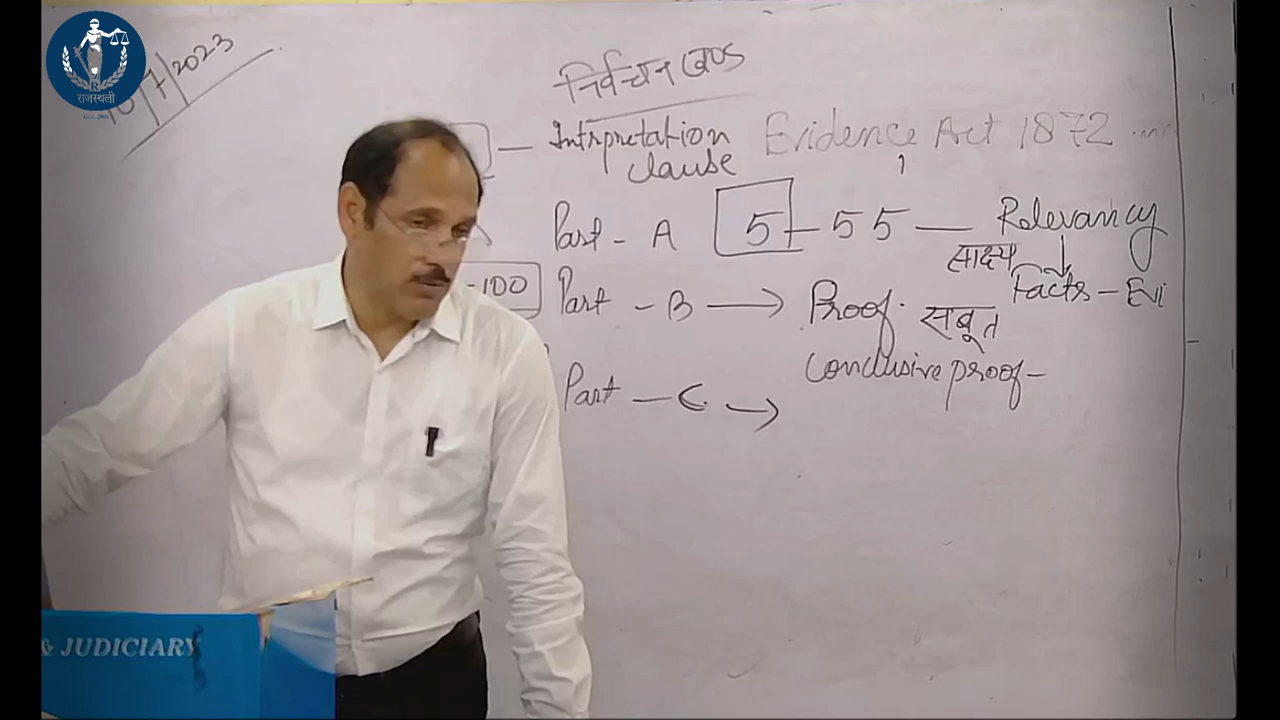 राजस्थली
10/7/2023
निर्वचन खण्ड
Intrpretation Evidence Act 1872
clause
Part - A 5 - 55 — Relevancy
साक्ष्य
-100 Part - B → Proof. सबूत Facts - Evi
conclusive proof -
Part - C →
& JUDICIARY